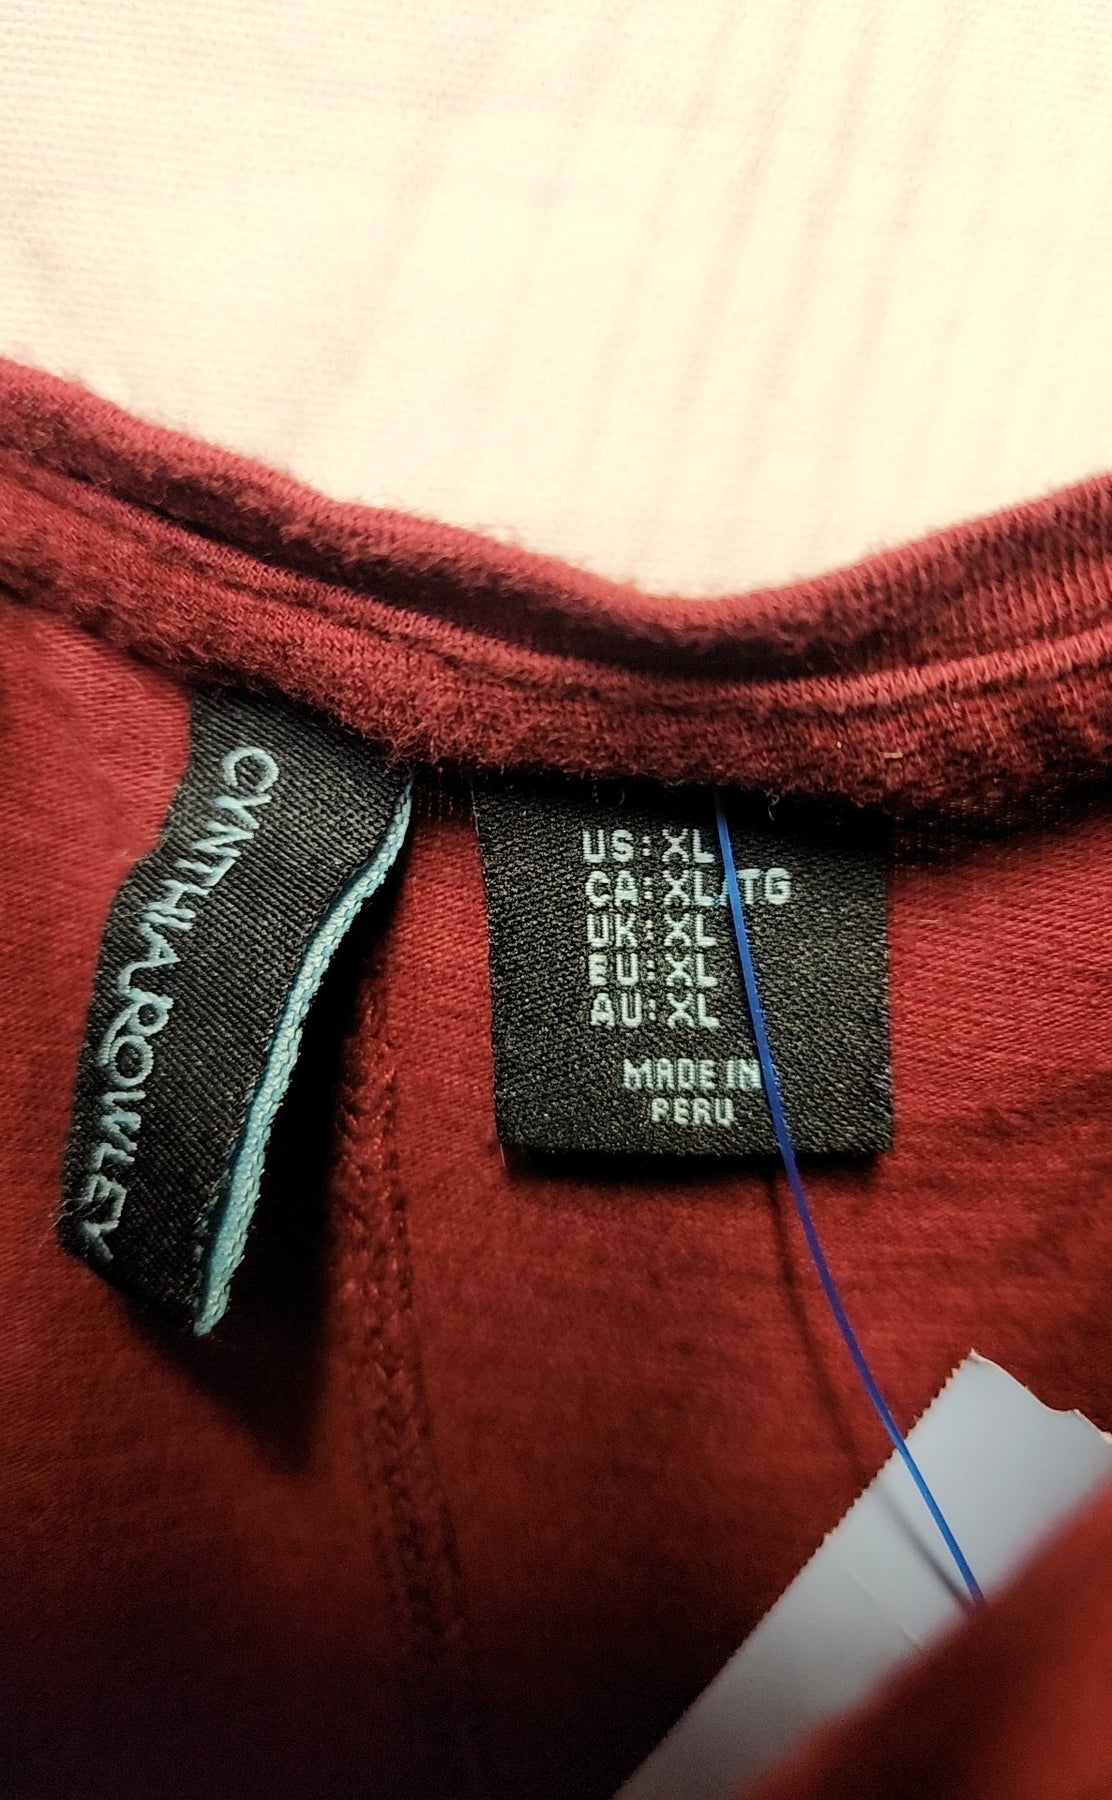 CYNTHIA ROWLEY
US: XL
CA: XL/TG
UK: XL
EU: XL
AU: XL
MADE IN
PERU